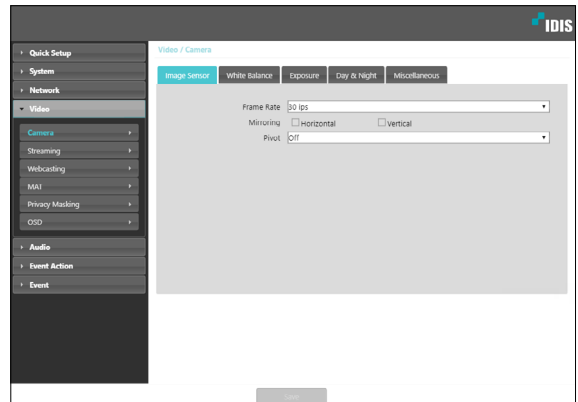 IDIS
Quick Setup
System
Network
Video
Camera
Streaming
Webcasting
MAT
Privacy Masking
OSD
Audio
Event Action
Event
Video / Camera
Image Sensor White Balance Exposure Day & Night Miscellaneous
Frame Rate 30 ips
Mirroring Horizontal Vertical
Pivot Off
Save